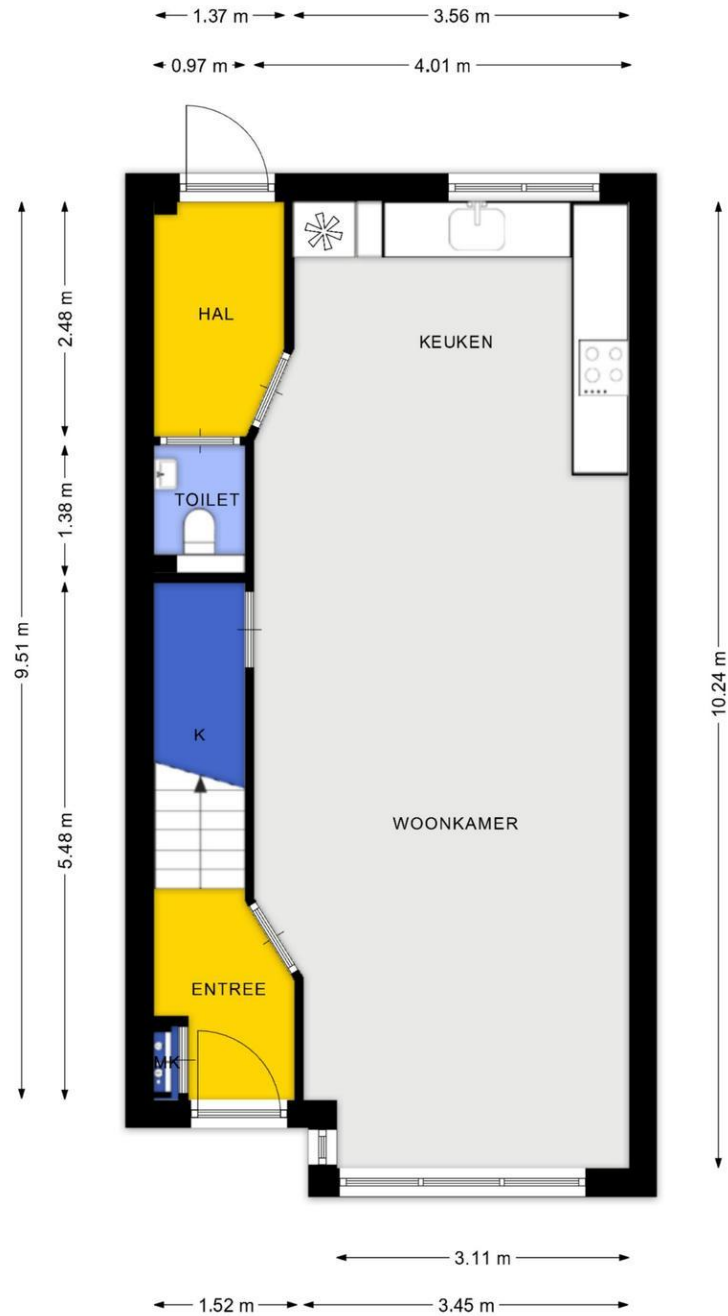 1.37 m
3.56 m
0.97 m
4.01 m
HAL
KEUKEN
2.48 m
TOILET
1.38 m
9.51 m
10.24 m
K
5.48 m
WOONKAMER
ENTREE
MK
3.11 m
1.52 m
3.45 m